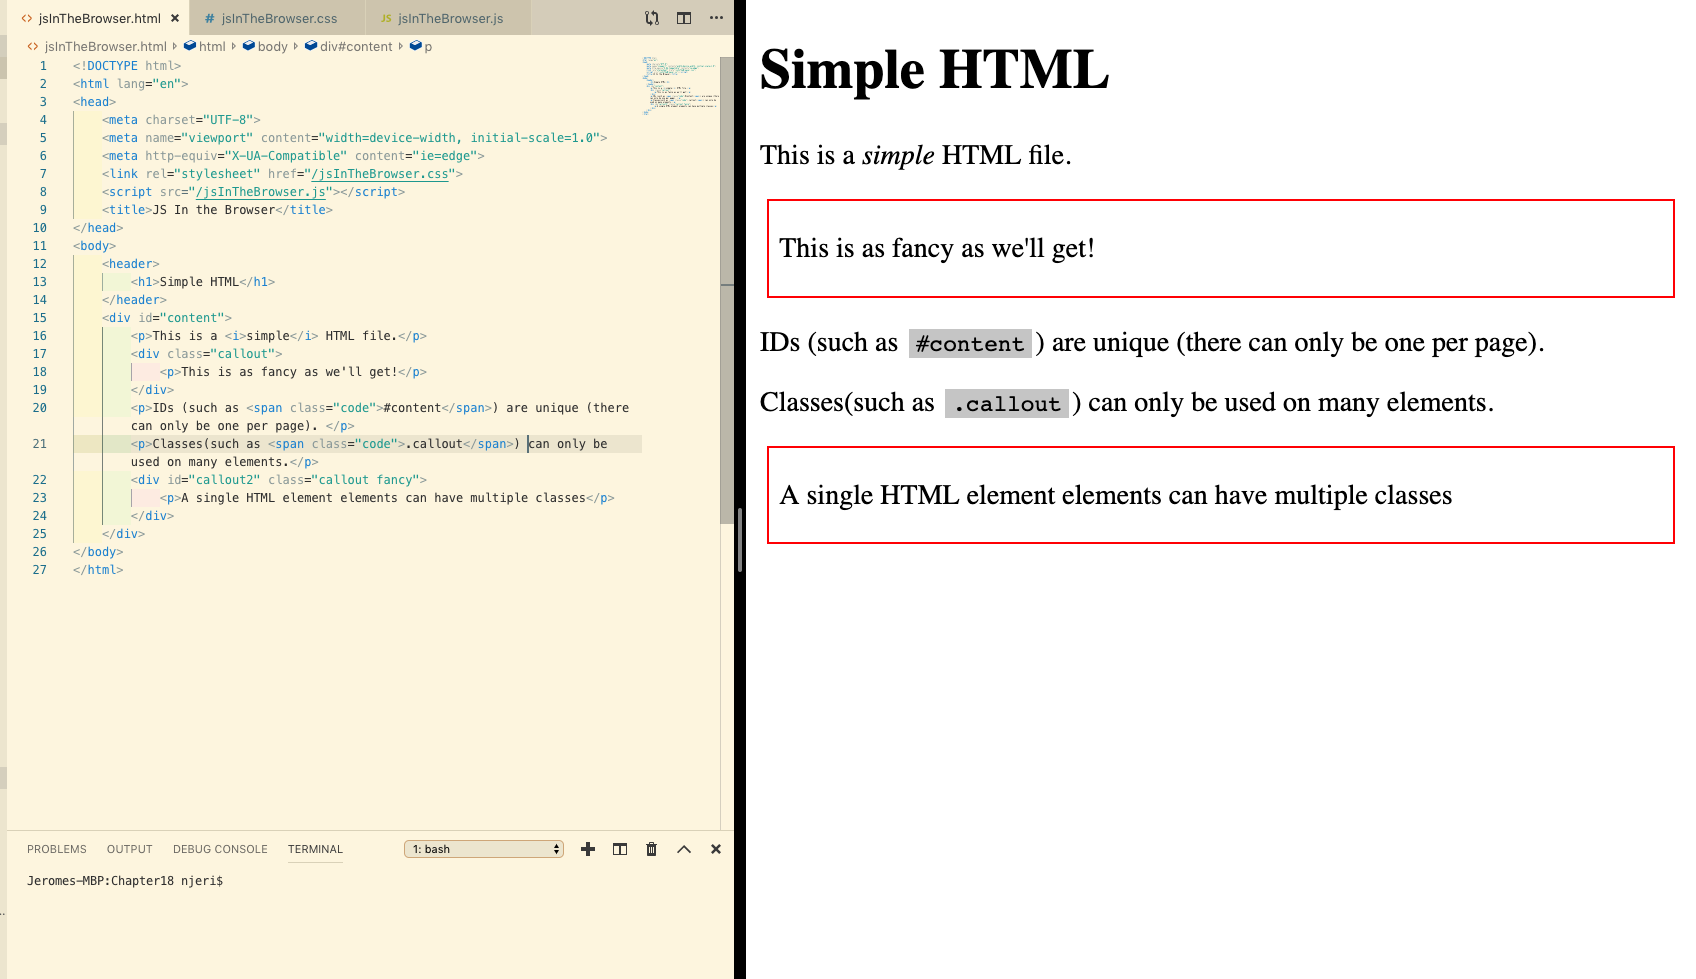 jsInTheBrowser.html jsInTheBrowser.css JS jsInTheBrowser.js
jsInTheBrowser.html html body div#content p
1 <!DOCTYPE html>
2 <html lang="en">
3 <head>
4 <meta charset="UTF-8">
5 <meta name="viewport" content="width=device-width, initial-scale=1.0">
6 <meta http-equiv="X-UA-Compatible" content="ie=edge">
7 <link rel="stylesheet" href="/jsInTheBrowser.css">
8 <script src="/jsInTheBrowser.js"></script>
9 <title>JS In the Browser</title>
10 </head>
11 <body>
12 <header>
13 <h1>Simple HTML</h1>
14 </header>
15 <div id="content">
16 <p>This is a <i>simple</i> HTML file.</p>
17 <div class="callout">
18 <p>This is as fancy as we'll get!</p>
19 </div>
20 <p>IDs (such as <span class="code">#content</span>) are unique (there
can only be one per page). </p>
21 <p>Classes(such as <span class="code">.callout</span>) can only be
used on many elements.</p>
22 <div id="callout2" class="callout fancy">
23 <p>A single HTML element elements can have multiple classes</p>
24 </div>
25 </div>
26 </body>
27 </html>
PROBLEMS OUTPUT DEBUG CONSOLE TERMINAL 1: bash
Jeromes-MBP:Chapter18 njeri$
Simple HTML
This is a simple HTML file.
This is as fancy as we'll get!
IDs (such as #content ) are unique (there can only be one per page).
Classes(such as .callout ) can only be used on many elements.
A single HTML element elements can have multiple classes